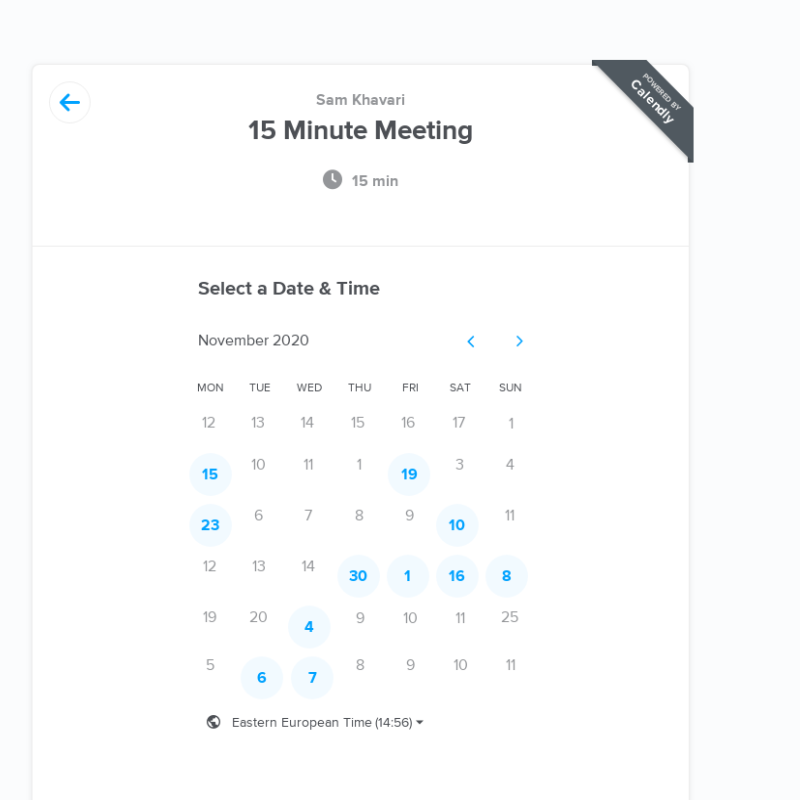 POWERED BY
Calendly
Sam Khavari
15 Minute Meeting
15 min
Select a Date & Time
November 2020
MON TUE WED THU FRI SAT SUN
12 13 14 15 16 17 1
15 10 11 1 19 3 4
23 6 7 8 9 10 11
12 13 14 30 1 16 8
19 20 4 9 10 11 25
5 6 7 8 9 10 11
Eastern European Time (14:56)